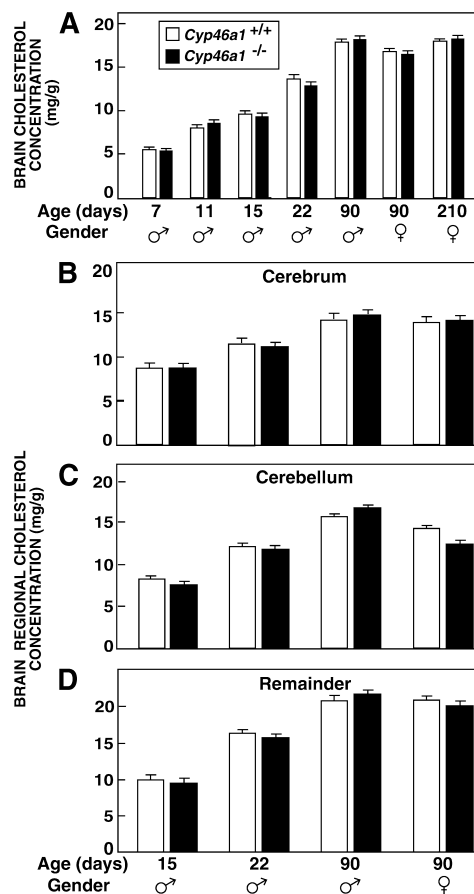 A
BRAIN CHOLESTEROL
CONCENTRATION
(mg/g)
20
15
10
5
0
Cyp46a1 +/+
Cyp46a1 -/-
Age (days) 7 11 15 22 90 90 210
Gender ♂ ♂ ♂ ♂ ♂ ♀ ♀
BRAIN REGIONAL CHOLESTEROL
CONCENTRATION (mg/g)
B
Cerebrum
20
15
10
5
0
C
Cerebellum
20
15
10
5
0
D
Remainder
20
15
10
5
0
Age (days) 15 22 90 90
Gender ♂ ♂ ♂ ♀